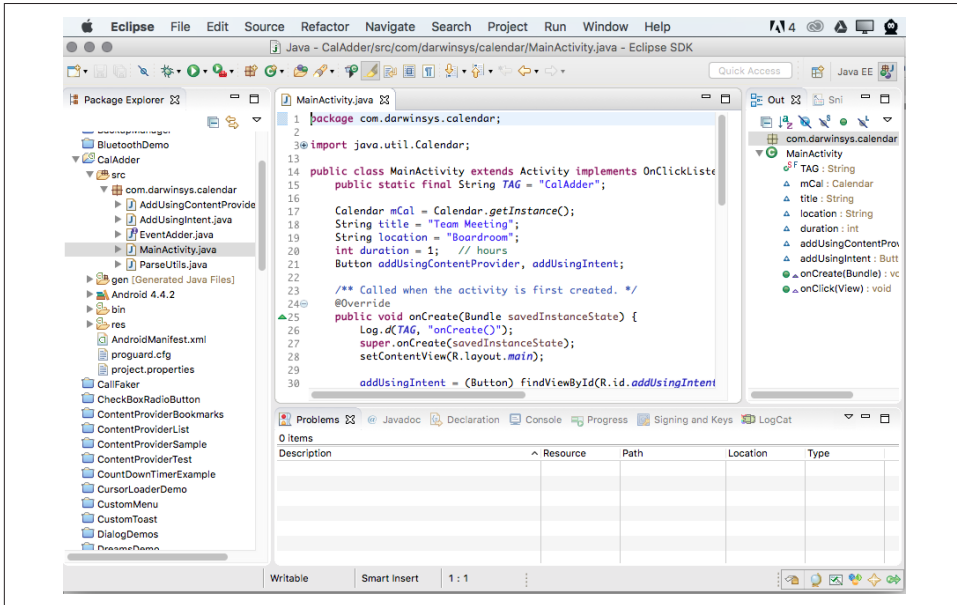 Eclipse File Edit Source Refactor Navigate Search Project Run Window Help 4
Java - CalAdder/src/com/darwinsys/calendar/MainActivity.java - Eclipse SDK
Quick Access Java EE
Package Explorer
BluetoothDemo
CalAdder
src
com.darwinsys.calendar
AddUsingContentProvide
AddUsingIntent.java
EventAdder.java
MainActivity.java
ParseUtils.java
gen [Generated Java Files]
Android 4.4.2
bin
res
AndroidManifest.xml
proguard.cfg
project.properties
CallFaker
CheckBoxRadioButton
ContentProviderBookmarks
ContentProviderList
ContentProviderSample
ContentProviderTest
CountDownTimerExample
CursorLoaderDemo
CustomMenu
CustomToast
DialogDemos
DreamsDemo
MainActivity.java
1 package com.darwinsys.calendar;
2
3 import java.util.Calendar;
13
14 public class MainActivity extends Activity implements OnClickListe
15 public static final String TAG = "CalAdder";
16
17 Calendar mCal = Calendar.getInstance();
18 String title = "Team Meeting";
19 String location = "Boardroom";
20 int duration = 1; // hours
21 Button addUsingContentProvider, addUsingIntent;
22
23 /** Called when the activity is first created. */
24 @Override
25 public void onCreate(Bundle savedInstanceState) {
26 Log.d(TAG, "onCreate()");
27 super.onCreate(savedInstanceState);
28 setContentView(R.layout.main);
29
30 addUsingIntent = (Button) findViewById(R.id.addUsingIntent
Out Sni
com.darwinsys.calendar
MainActivity
TAG : String
mCal : Calendar
title : String
location : String
duration : int
addUsingContentProv
addUsingIntent : Butt
onCreate(Bundle) : vo
onClick(View) : void
Problems Javadoc Declaration Console Progress Signing and Keys LogCat
0 items
Description Resource Path Location Type
Writable Smart Insert 1 : 1